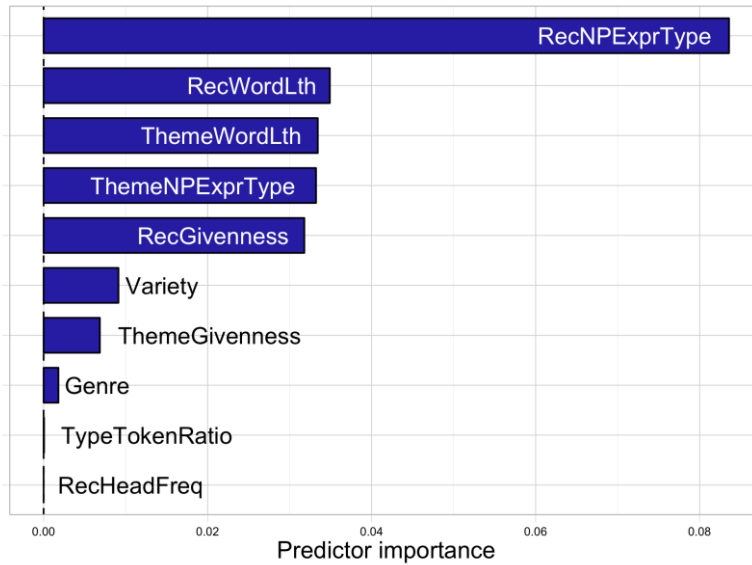 RecNPExprType
RecWordLth
ThemeWordLth
ThemeNPExprType
RecGivenness
Variety
ThemeGivenness
Genre
TypeTokenRatio
RecHeadFreq
0.00 0.02 0.04 0.06 0.08
Predictor importance